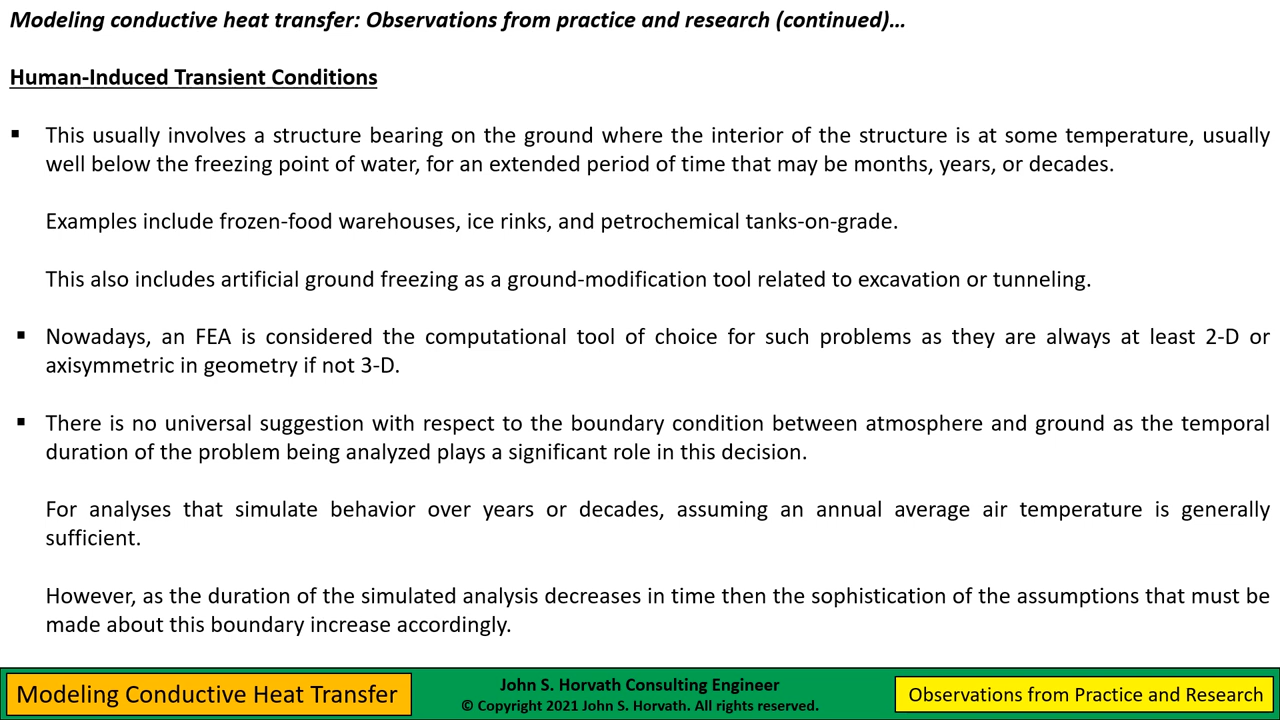 Modeling conductive heat transfer: Observations from practice and research (continued)…
Human-Induced Transient Conditions
▪ This usually involves a structure bearing on the ground where the interior of the structure is at some temperature, usually
well below the freezing point of water, for an extended period of time that may be months, years, or decades.
Examples include frozen-food warehouses, ice rinks, and petrochemical tanks-on-grade.
This also includes artificial ground freezing as a ground-modification tool related to excavation or tunneling.
▪ Nowadays, an FEA is considered the computational tool of choice for such problems as they are always at least 2-D or
axisymmetric in geometry if not 3-D.
▪ There is no universal suggestion with respect to the boundary condition between atmosphere and ground as the temporal
duration of the problem being analyzed plays a significant role in this decision.
For analyses that simulate behavior over years or decades, assuming an annual average air temperature is generally
sufficient.
However, as the duration of the simulated analysis decreases in time then the sophistication of the assumptions that must be
made about this boundary increase accordingly.
Modeling Conductive Heat Transfer
John S. Horvath Consulting Engineer
© Copyright 2021 John S. Horvath. All rights reserved.
Observations from Practice and Research